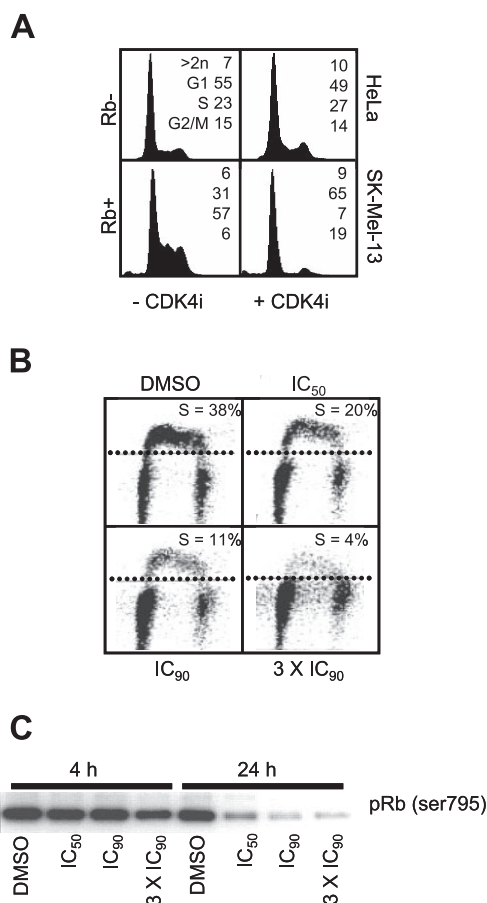 A
Rb-
>2n 7
G1 55
S 23
G2/M 15
10
49
27
14
HeLa
Rb+
6
31
57
6
9
65
7
19
SK-Mel-13
- CDK4i
+ CDK4i
B
DMSO
IC50
S = 38%
S = 20%
S = 11%
S = 4%
IC90
3 X IC90
C
4 h
24 h
pRb (ser795)
DMSO
IC50
IC90
3 X IC90
DMSO
IC50
IC90
3 X IC90